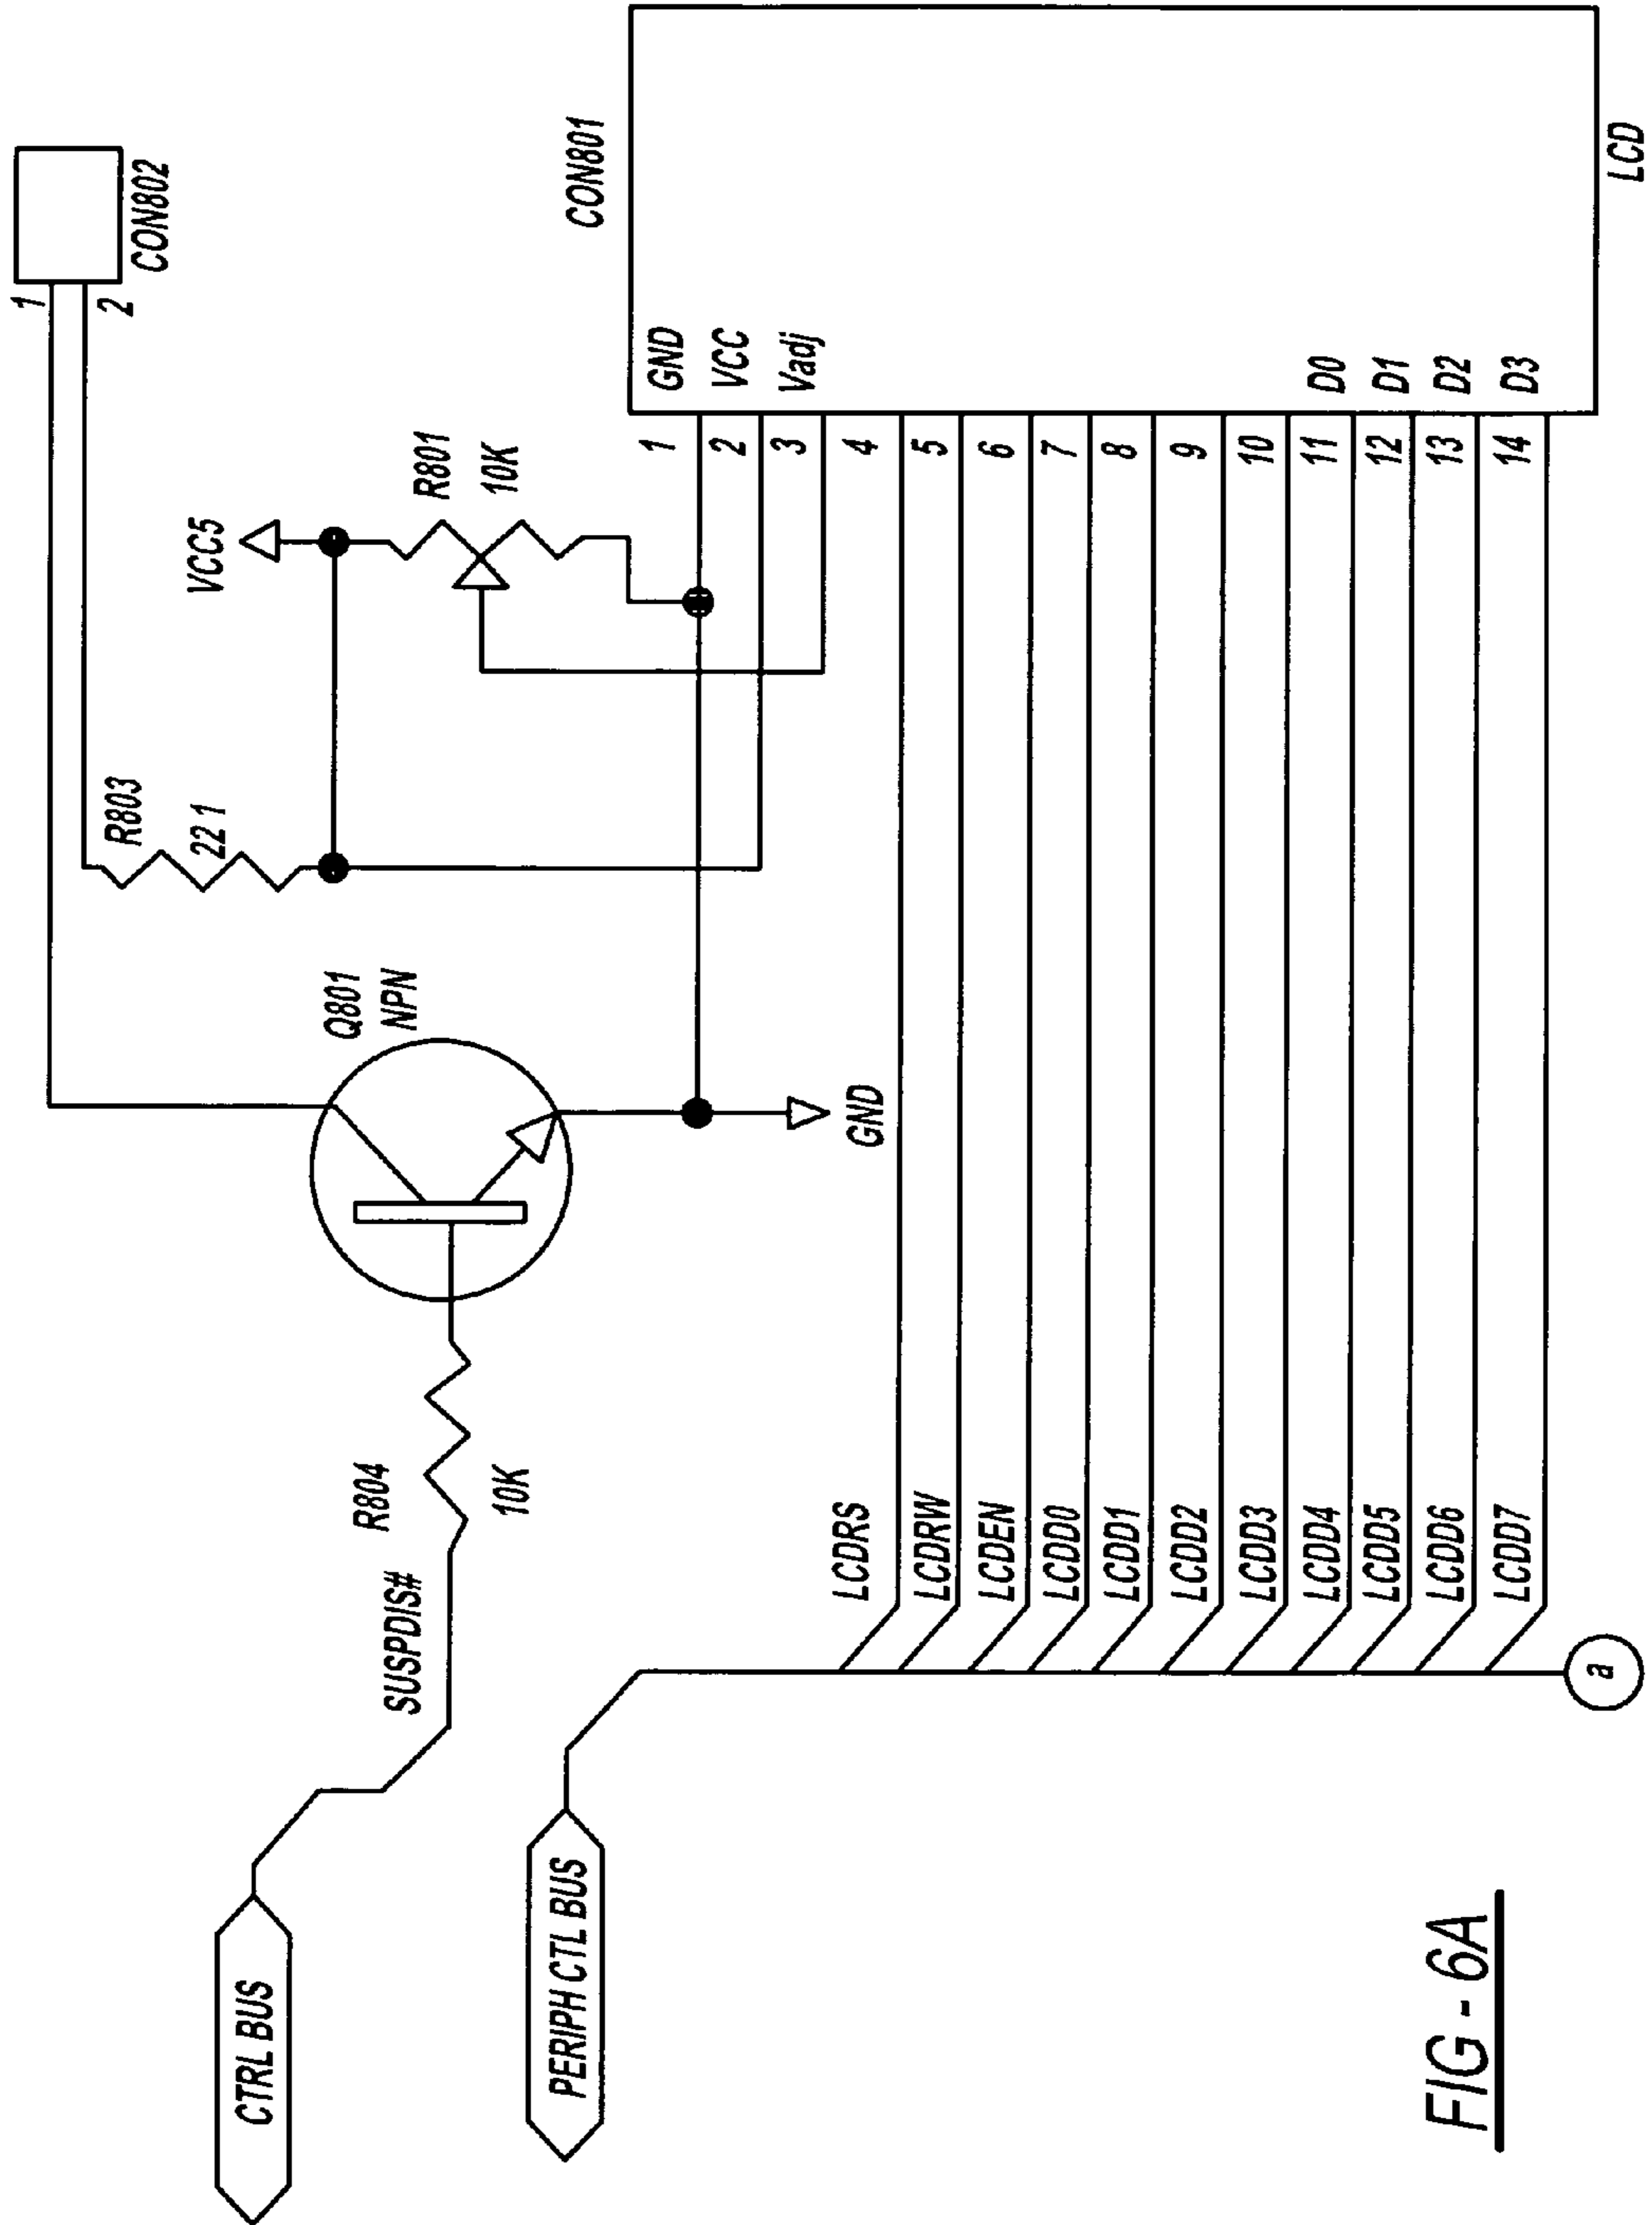 CTRL BUS
SUSPDIS#
R804
10K
Q801
NPN
R803
22 1
1
2
CON802
VCC5
R801
10K
GND
PERIPH CTL BUS
LCDRS
LCDRW
LCDEN
LCDD0
LCDD1
LCDD2
LCDD3
LCDD4
LCDD5
LCDD6
LCDD7
a
CON801
1 GND
2 VCC
3 Vadj
4
5
6
7
8
9
10
11 D0
12 D1
13 D2
14 D3
LCD
FIG - 6A